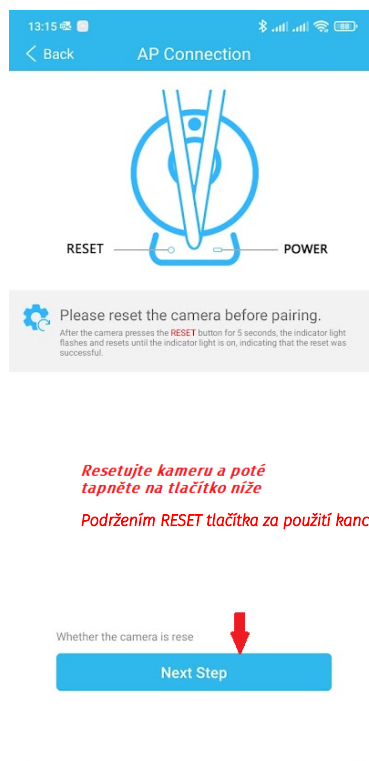 13:15
88
Back
AP Connection
RESET
POWER
Please reset the camera before pairing.
After the camera presses the RESET button for 5 seconds, the indicator light
flashes and resets until the indicator light is on, indicating that the reset was
successful.
Resetujte kameru a poté
tapněte na tlačítko níže
Podržením RESET tlačítka za použití kanc
Whether the camera is rese
Next Step